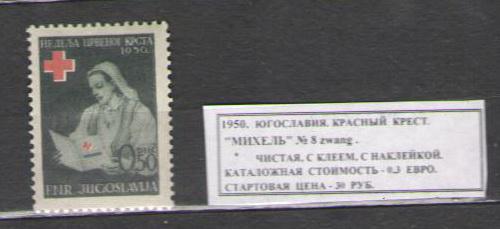 НЕДЕЉА ЦРВЕНОГ КРСТА
1950.
0.50
FNR JUGOSLAVIJA
1950. ЮГОСЛАВИЯ. КРАСНЫЙ КРЕСТ.
"МИХЕЛЬ" № 8 zwang .
* ЧИСТАЯ, С КЛЕЕМ, С НАКЛЕЙКОЙ.
КАТАЛОЖНАЯ СТОИМОСТЬ - 0,3 ЕВРО.
СТАРТОВАЯ ЦЕНА - 30 РУБ.